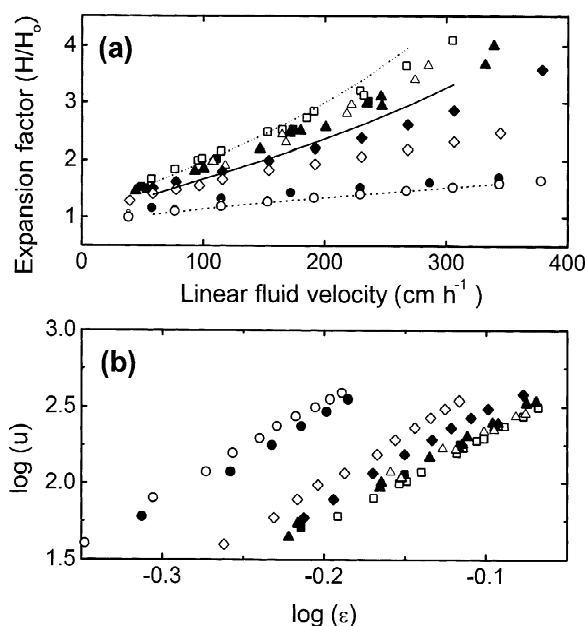 (a)
Expansion factor (H/H₀)
4
3
2
1
0 100 200 300 400
Linear fluid velocity (cm h⁻¹)
(b)
log (u)
3.0
2.5
2.0
1.5
-0.3 -0.2 -0.1
log (ε)